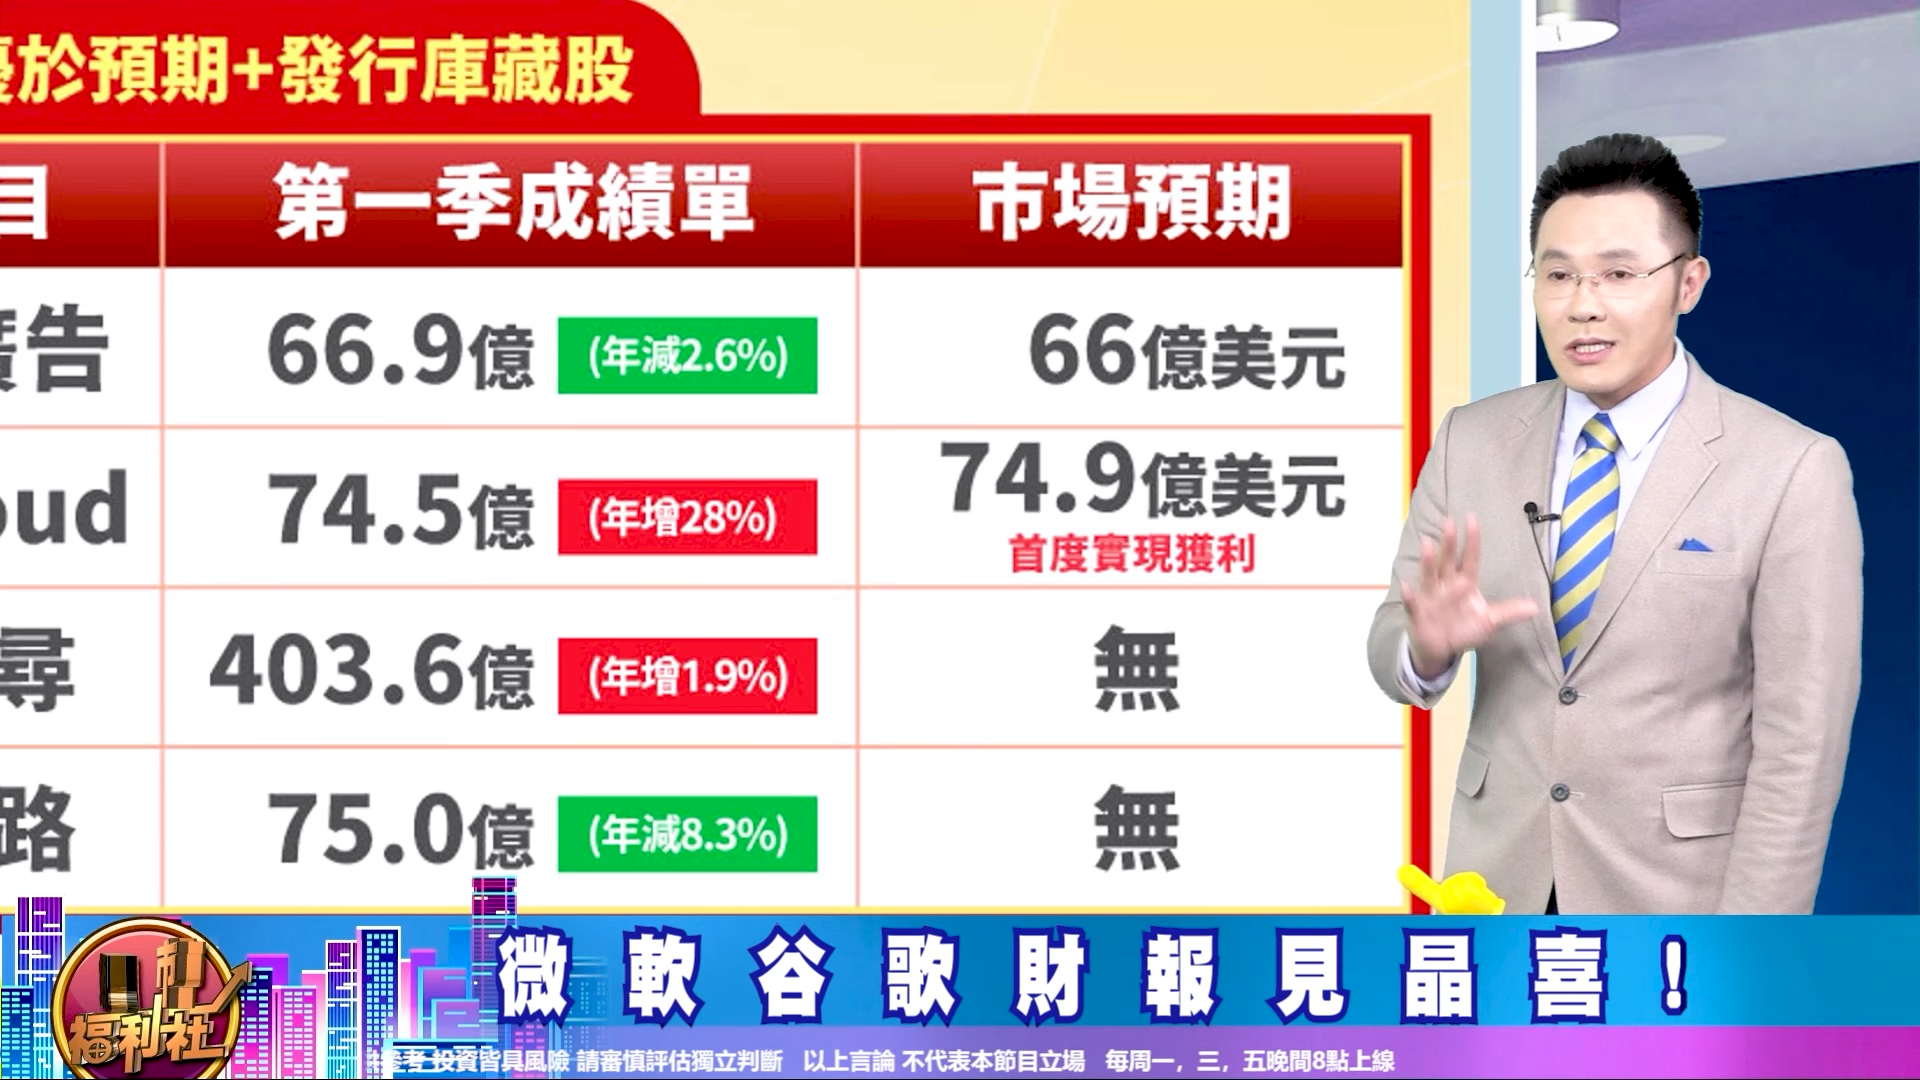 於預期+發行庫藏股
目 第一季成績單 市場預期
廣告 66.9億 (年減2.6%) 66億美元
oud 74.5億 (年增28%) 74.9億美元
首度實現獲利
尋 403.6億 (年增1.9%) 無
路 75.0億 (年減8.3%) 無
微軟谷歌財報見晶喜!
福利社
參考 投資皆具風險 請審慎評估獨立判斷 以上言論 不代表本節目立場 每周一，三，五晚間8點上線